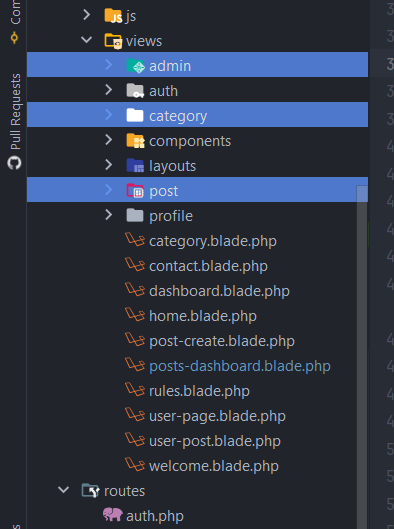 Com
Pull Requests
js
views
admin
auth
category
components
layouts
post
profile
category.blade.php
contact.blade.php
dashboard.blade.php
home.blade.php
post-create.blade.php
posts-dashboard.blade.php
rules.blade.php
user-page.blade.php
user-post.blade.php
welcome.blade.php
routes
auth.php